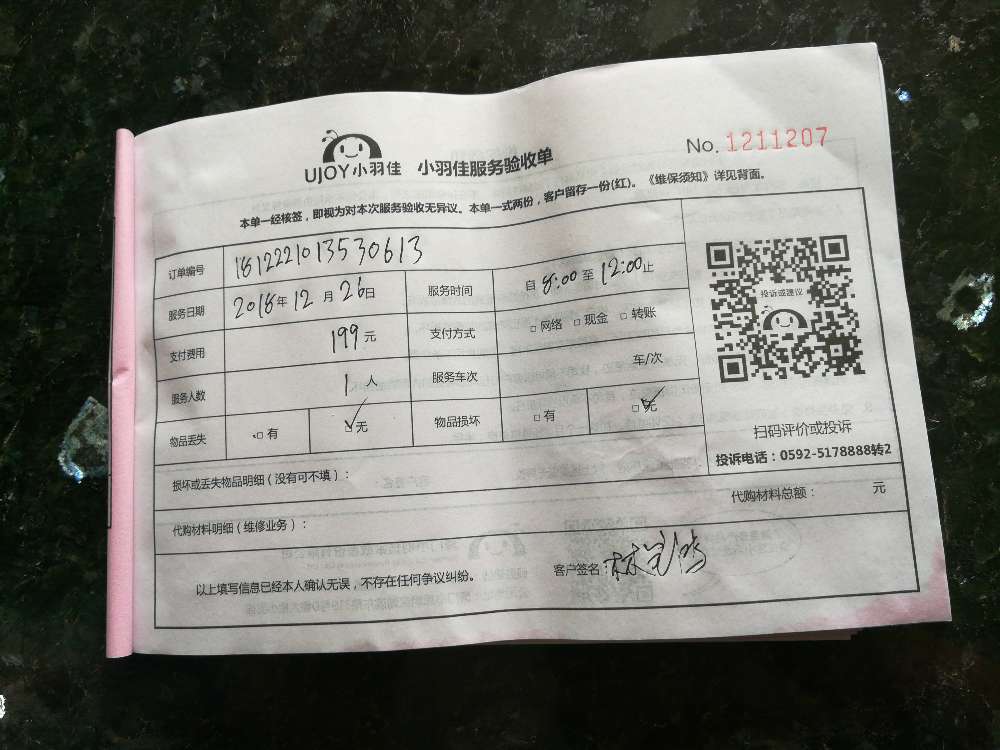 UJOY小羽佳 小羽佳服务验收单
No. 1211207
本单一经核签，即视为对本次服务验收无异议。本单一式两份，客户留存一份(红)。《维保须知》详见背面。
订单编号 1812221013530613
服务日期 2018年 12 月 26日 服务时间 自 8:00 至 12:00止
支付费用 199 元 支付方式 □ 网络 □ 现金 □ 转账
服务人数 1 人 服务车次 车/次
物品丢失 □ 有 □ 无 物品损坏 □ 有 □ 无
投诉或建议
扫码评价或投诉
投诉电话：0592-5178888转2
损坏或丢失物品明细（没有可不填）：
代购材料明细（维修业务）： 代购材料总额： 元
以上填写信息已经本人确认无误，不存在任何争议纠纷。 客户签名：林